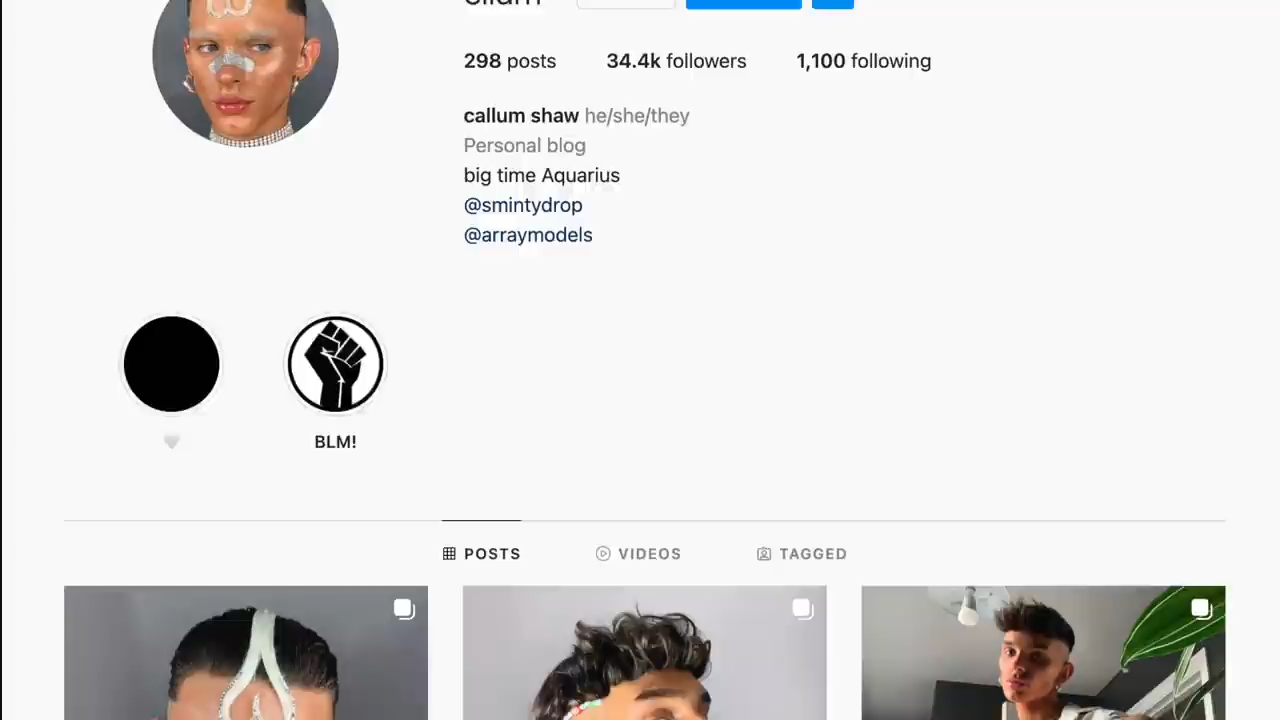 298 posts 34.4k followers 1,100 following
callum shaw he/she/they
Personal blog
big time Aquarius
@smintydrop
@arraymodels
BLM!
POSTS VIDEOS TAGGED